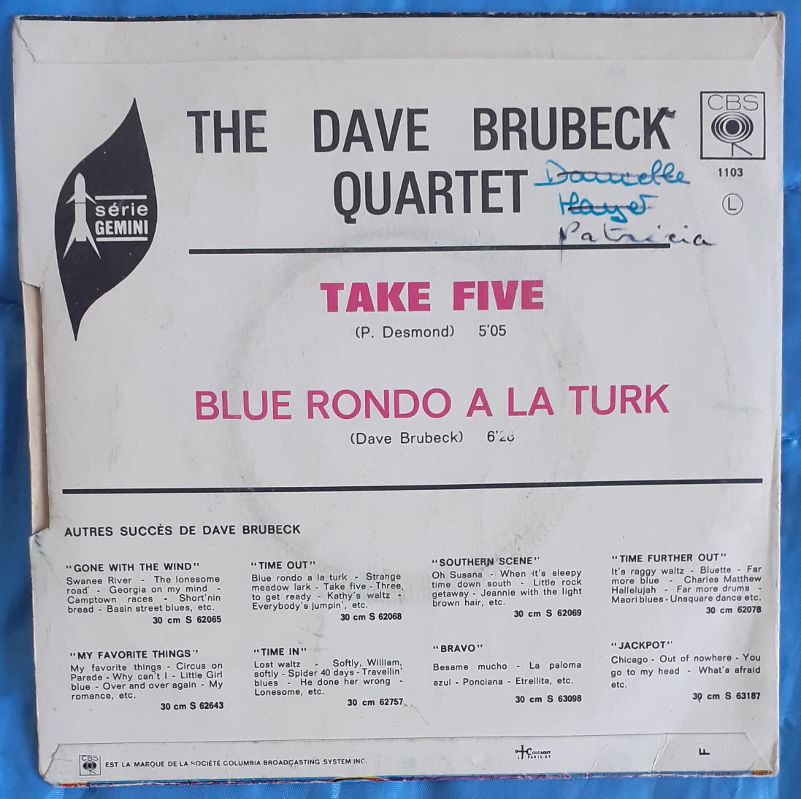 THE DAVE BRUBECK
QUARTET
CBS
1103
L
série
GEMINI
Danielle
Patricia
TAKE FIVE
(P. Desmond) 5'05
BLUE RONDO A LA TURK
(Dave Brubeck)
AUTRES SUCCÈS DE DAVE BRUBECK
"GONE WITH THE WIND"
Swanee River - The lonesome
road - Georgia on my mind -
Camptown races - Short'nin
bread - Basin street blues, etc.
30 cm S 62065
"TIME OUT"
Blue rondo a la turk - Strange
meadow lark - Take five - Three,
to get ready - Kathy's waltz -
Everybody's jumpin', etc.
30 cm S 62068
"SOUTHERN SCENE"
Oh Susana - When it's sleepy
time down south - Little rock
getaway - Jeannie with the light
brown hair, etc.
30 cm S 62069
"TIME FURTHER OUT"
It's raggy waltz - Bluette - Far
more blue - Charles Matthew
Hallelujah - Far more drums -
Maori blues - Unsquare dance etc.
30 cm 62078
"MY FAVORITE THINGS"
My favorite things - Circus on
Parade - Why can't I - Little Girl
blue - Over and over again - My
romance, etc.
30 cm S 62643
"TIME IN"
Lost waltz - Softly, William,
softly - Spider 40 days - Travellin'
blues - He done her wrong -
Lonesome, etc.
30 cm 62757
"BRAVO"
Besame mucho - La paloma
azul - Ponciana - Etrellita, etc.
30 cm S 63098
"JACKPOT"
Chicago - Out of nowhere - You
go to my head - What's afraid
etc.
30 cm S 63187
CBS
EST LA MARQUE DE LA SOCIÉTÉ COLUMBIA BROADCASTING SYSTEM INC.
F